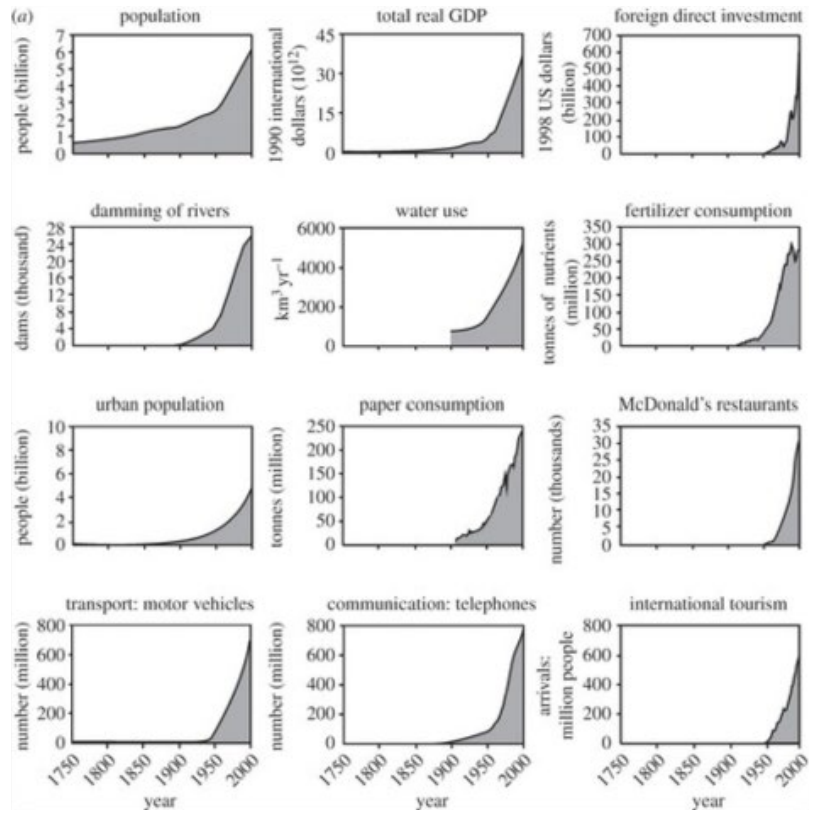 (a)
population
people (billion)
7
6
5
4
3
2
1
0
total real GDP
1990 international
dollars (10¹²)
45
30
15
0
foreign direct investment
1998 US dollars
(billion)
700
600
500
400
300
200
100
0
damming of rivers
dams (thousand)
28
24
20
16
12
8
4
0
water use
km³ yr⁻¹
6000
4000
2000
0
fertilizer consumption
tonnes of nutrients
(million)
350
300
250
200
150
100
50
0
urban population
people (billion)
10
8
6
4
2
0
paper consumption
tonnes (million)
250
200
150
100
50
0
McDonald's restaurants
number (thousands)
35
30
25
20
15
10
5
0
transport: motor vehicles
number (million)
800
600
400
200
0
1750 1800 1850 1900 1950 2000
year
communication: telephones
number (million)
800
600
400
200
0
1750 1800 1850 1900 1950 2000
year
international tourism
arrivals:
million people
800
600
400
200
0
1750 1800 1850 1900 1950 2000
year